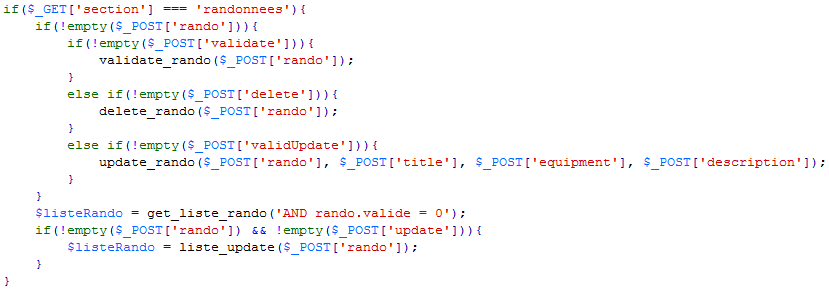 if($_GET['section'] === 'randonnees'){
    if(!empty($_POST['rando'])){
        if(!empty($_POST['validate'])){
            validate_rando($_POST['rando']);
        }
        else if(!empty($_POST['delete'])){
            delete_rando($_POST['rando']);
        }
        else if(!empty($_POST['validUpdate'])){
            update_rando($_POST['rando'], $_POST['title'], $_POST['equipment'], $_POST['description']);
        }
    }
    $listeRando = get_liste_rando('AND rando.valide = 0');
    if(!empty($_POST['rando']) && !empty($_POST['update'])){
        $listeRando = liste_update($_POST['rando']);
    }
}